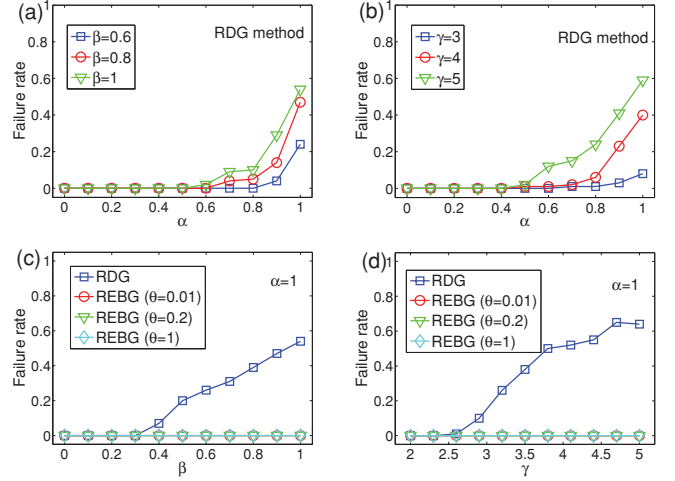 (a)
RDG method
β=0.6
β=0.8
β=1
Failure rate
1
0.8
0.6
0.4
0.2
0
0 0.2 0.4 0.6 0.8 1
α
(b)
RDG method
γ=3
γ=4
γ=5
Failure rate
1
0.8
0.6
0.4
0.2
0
0 0.2 0.4 0.6 0.8 1
α
(c)
RDG
REBG (θ=0.01)
REBG (θ=0.2)
REBG (θ=1)
α=1
Failure rate
1
0.8
0.6
0.4
0.2
0
0 0.2 0.4 0.6 0.8 1
β
(d)
RDG
REBG (θ=0.01)
REBG (θ=0.2)
REBG (θ=1)
α=1
Failure rate
1
0.8
0.6
0.4
0.2
0
2 2.5 3 3.5 4 4.5 5
γ